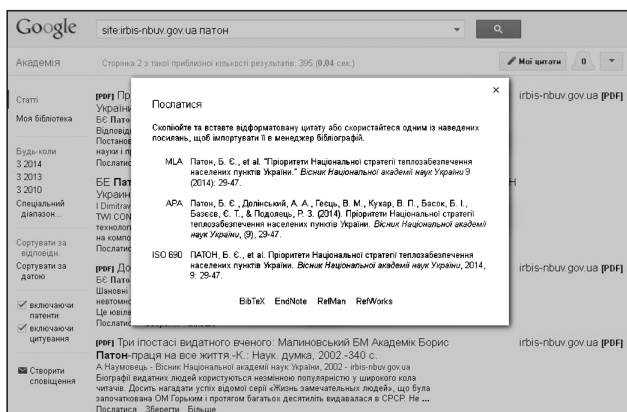 Google
site:irbis-nbuv.gov.ua патон
Академія
Сторінка 2 з такої приблизної кількості результатів: 395 (0,04 сек.)
Мої цитати
0
Статті
Моя бібліотека
Будь-коли
З 2014
З 2013
З 2010
Спеціальний
діапазон...
Сортувати за
відповідн.
Сортувати за
датою
включаючи
патенти
включаючи
цитування
Створити
сповіщення
[PDF] Пр
Україн
БЄ Пато
Відповід
Постанов
науки і п
Послатис
irbis-nbuv.gov.ua [PDF]
БЕ Пат
Украин
І Dimitrav
TWI CON
технолог
на компо
Послатис
Н
[PDF] До
БЄ Пато
Шановні
невтомно
Це ювіле
Послатис
irbis-nbuv.gov.ua [PDF]
×
Послатися
Скопіюйте та вставте відформатовану цитату або скористайтеся одним із наведених
посилань, щоб імпортувати її в менеджер бібліографій.
MLA Патон, Б. Є., et al. "Пріоритети Національної стратегії теплозабезпечення
населених пунктів України." Вісник Національної академії наук України 9
(2014): 29-47.
APA Патон, Б. Є., Долінський, А. А., Геєць, В. М., Кухар, В. П., Басок, Б. І.,
Базєєв, Є. Т., & Подолець, Р. З. (2014). Пріоритети Національної стратегії
теплозабезпечення населених пунктів України. Вісник Національної академії
наук України, (9), 29-47.
ISO 690 ПАТОН, Б. Є., et al. Пріоритети Національної стратегії теплозабезпечення
населених пунктів України. Вісник Національної академії наук України, 2014,
9: 29-47.
BibTeX EndNote RefMan RefWorks
[PDF] Три іпостасі видатного вченого: Малиновський БМ Академік Борис
Патон-праця на все життя.-К.: Наук. думка, 2002.-340 с.
А Наумовець - Вісник Національної академії наук України, 2002 - irbis-nbuv.gov.ua
Біографії видатних людей користуються незмінною популярністю у широкого кола
читачів. Досить нагадати успіх відомої серії «Жизнь замечательных людей», що була
започаткована ОМ Горьким і протягом багатьох десятиліть видавалася в СРСР. Не ...
Послатися Зберегти Більше
irbis-nbuv.gov.ua [PDF]